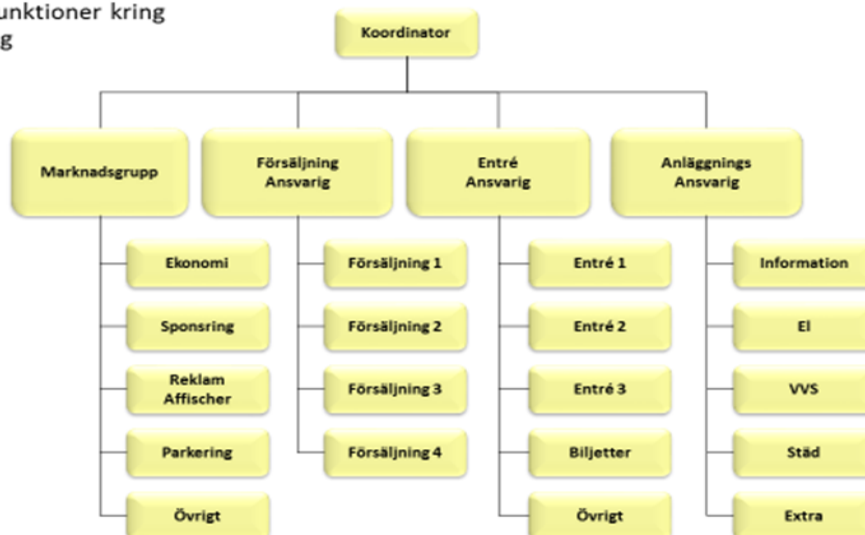 unktioner kring
g
Koordinator
Marknadsgrupp
Försäljning
Ansvarig
Entré
Ansvarig
Anläggnings
Ansvarig
Ekonomi
Sponsring
Reklam
Affischer
Parkering
Övrigt
Försäljning 1
Försäljning 2
Försäljning 3
Försäljning 4
Entré 1
Entré 2
Entré 3
Biljetter
Övrigt
Information
El
VVS
Städ
Extra